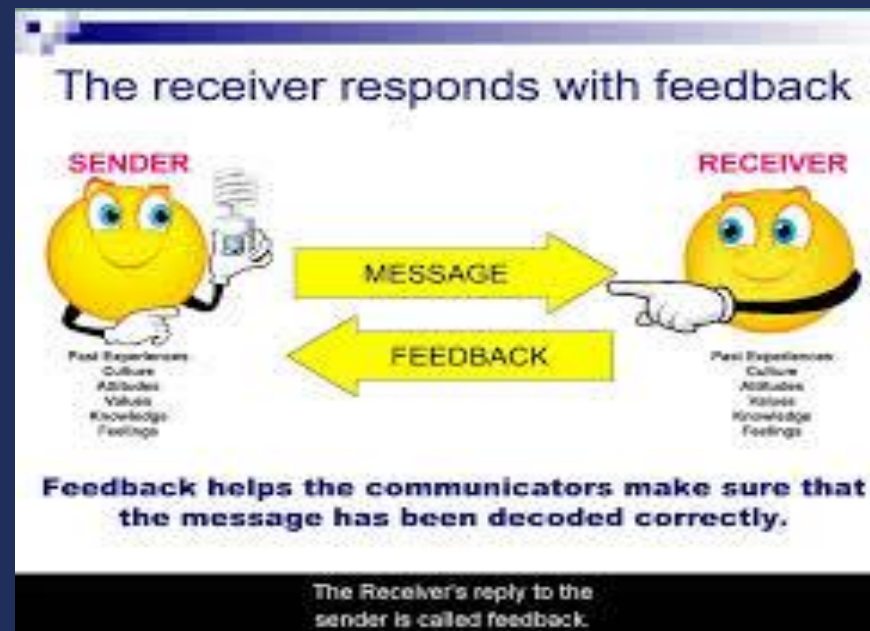 The receiver responds with feedback
SENDER
RECEIVER
MESSAGE
FEEDBACK
Past Experiences
Culture
Attitudes
Values
Knowledge
Feelings
Past Experiences
Culture
Attitudes
Values
Knowledge
Feelings
Feedback helps the communicators make sure that
the message has been decoded correctly.
The Receiver's reply to the
sender is called feedback.